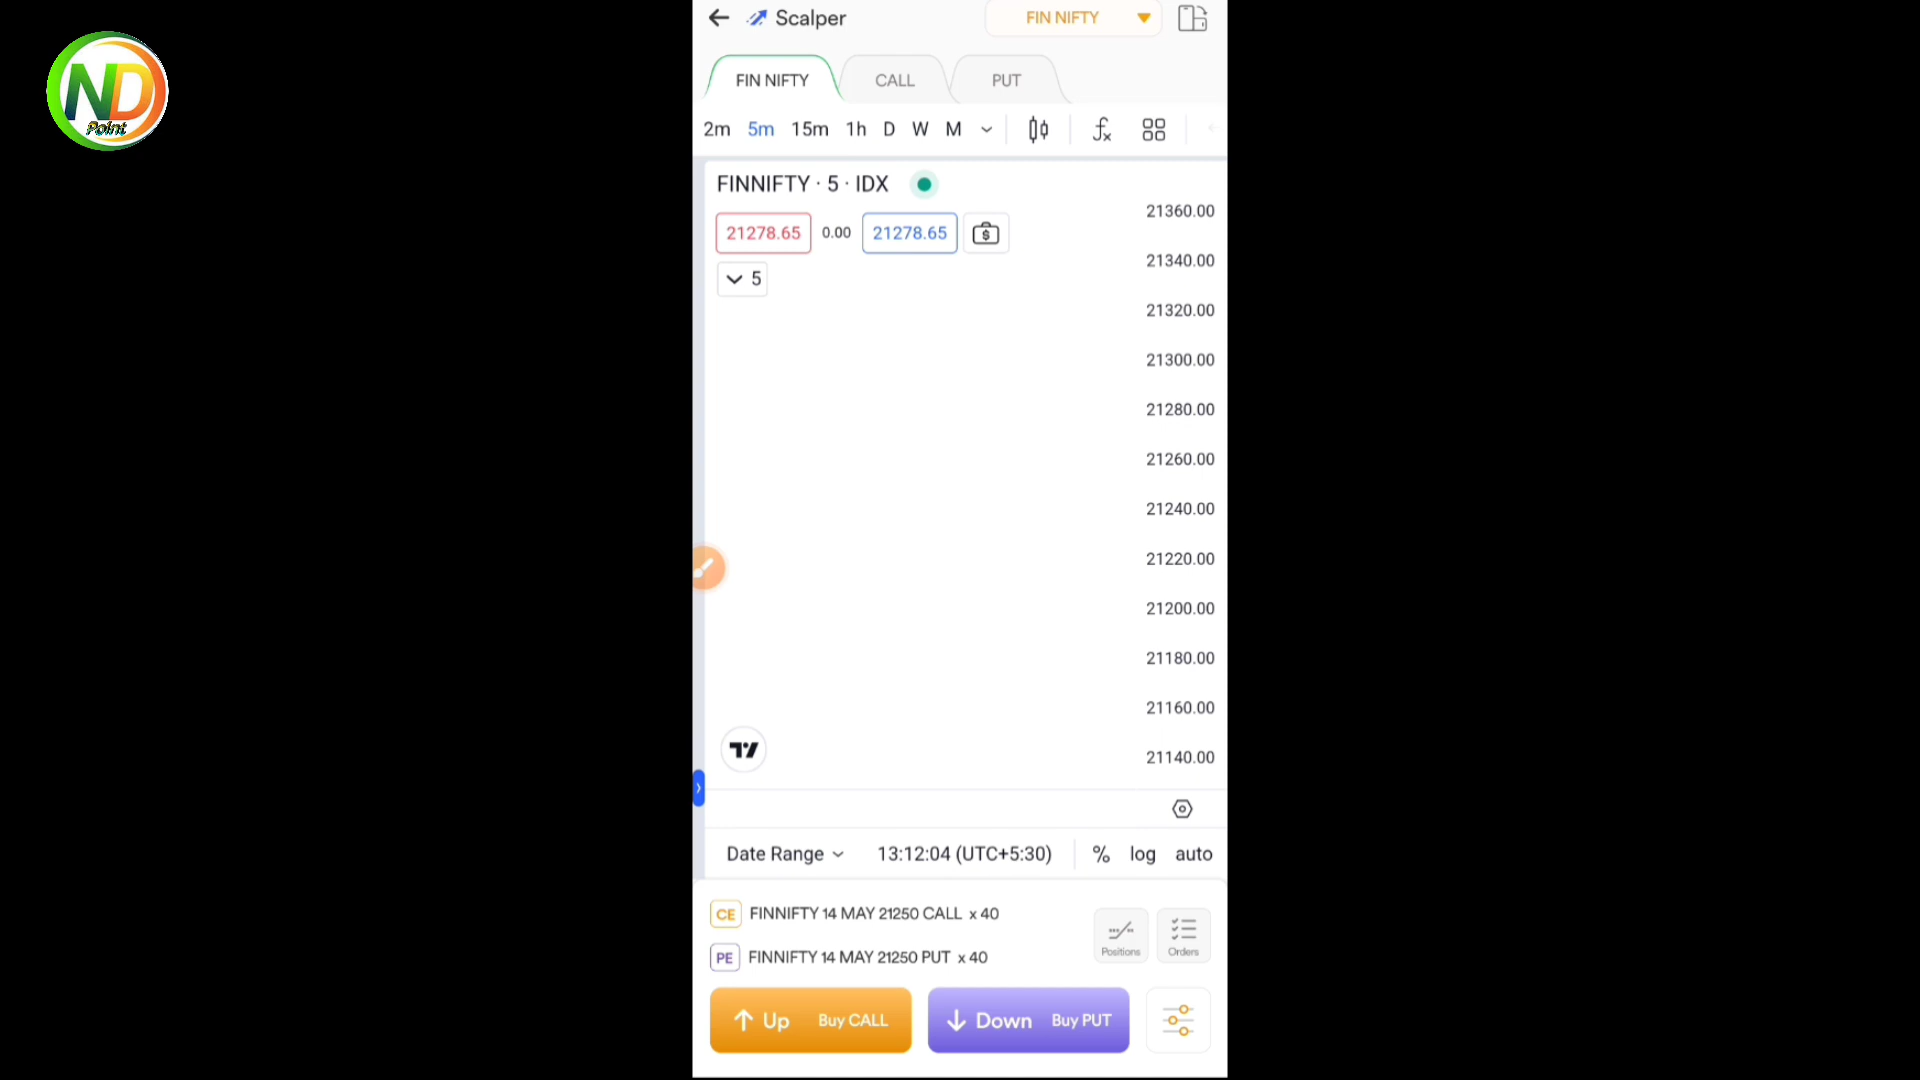 ND
Point
Scalper
FIN NIFTY
FIN NIFTY CALL PUT
2m 5m 15m 1h D W M
FINNIFTY · 5 · IDX
21278.65 0.00 21278.65
5
21360.00
21340.00
21320.00
21300.00
21280.00
21260.00
21240.00
21220.00
21200.00
21180.00
21160.00
21140.00
Date Range 13:12:04 (UTC+5:30) % log auto
CE FINNIFTY 14 MAY 21250 CALL x 40
PE FINNIFTY 14 MAY 21250 PUT x 40
Positions
Orders
Up Buy CALL
Down Buy PUT